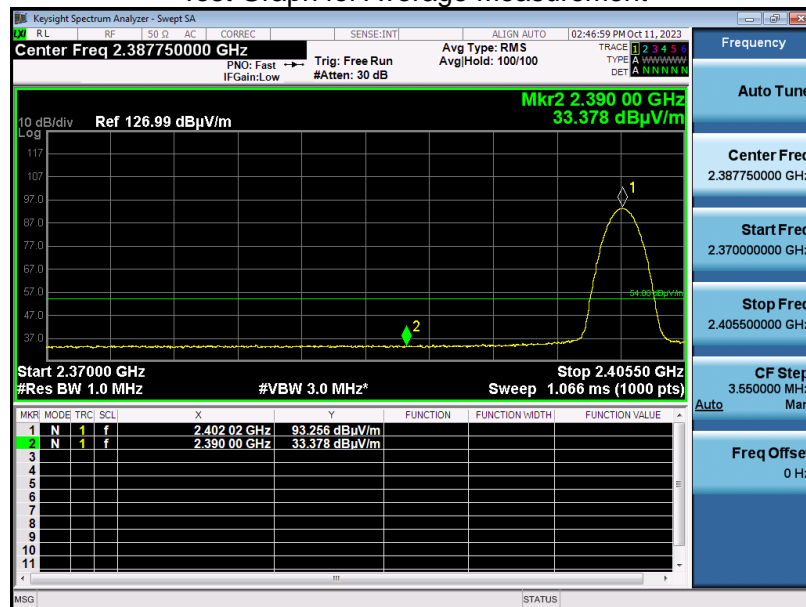 Test Graph for Average Measurement
Keysight Spectrum Analyzer - Swept SA
LXI RL RF 50 Ω AC CORREC SENSE:INT ALIGN AUTO 02:46:59 PM Oct 11, 2023
Center Freq 2.387750000 GHz
PNO: Fast
IFGain:Low
Trig: Free Run
#Atten: 30 dB
Avg Type: RMS
Avg|Hold: 100/100
TRACE 1 2 3 4 5 6
TYPE A WWWWW
DET A N N N N N
Mkr2 2.390 00 GHz
33.378 dBµV/m
10 dB/div Ref 126.99 dBµV/m
Log
117
107
97.0
87.0
77.0
67.0
57.0
47.0
37.0
1
2
54.00 dBµV/m
Start 2.37000 GHz Stop 2.40550 GHz
#Res BW 1.0 MHz #VBW 3.0 MHz* Sweep 1.066 ms (1000 pts)
MKR MODE TRC SCL X Y FUNCTION FUNCTION WIDTH FUNCTION VALUE
1 N 1 f 2.402 02 GHz 93.256 dBµV/m
2 N 1 f 2.390 00 GHz 33.378 dBµV/m
3
4
5
6
7
8
9
10
11
MSG STATUS
Frequency
Auto Tune
Center Freq
2.387750000 GHz
Start Freq
2.370000000 GHz
Stop Freq
2.405500000 GHz
CF Step
3.550000 MHz
Auto Man
Freq Offset
0 Hz